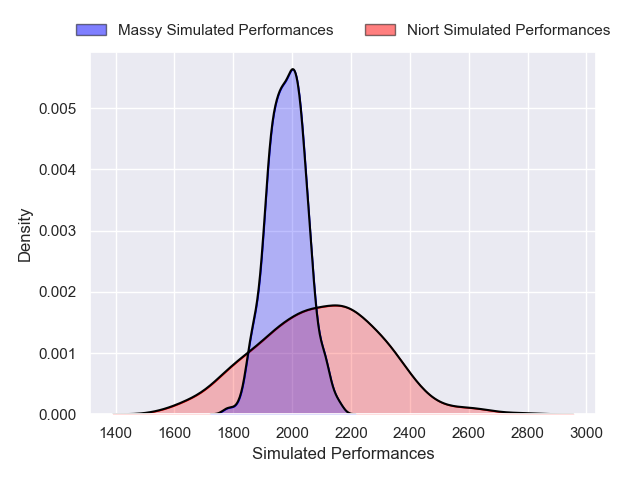 Massy Simulated Performances Niort Simulated Performances
0.005
0.004
0.003
0.002
0.001
0.000
Density
1400 1600 1800 2000 2200 2400 2600 2800 3000
Simulated Performances